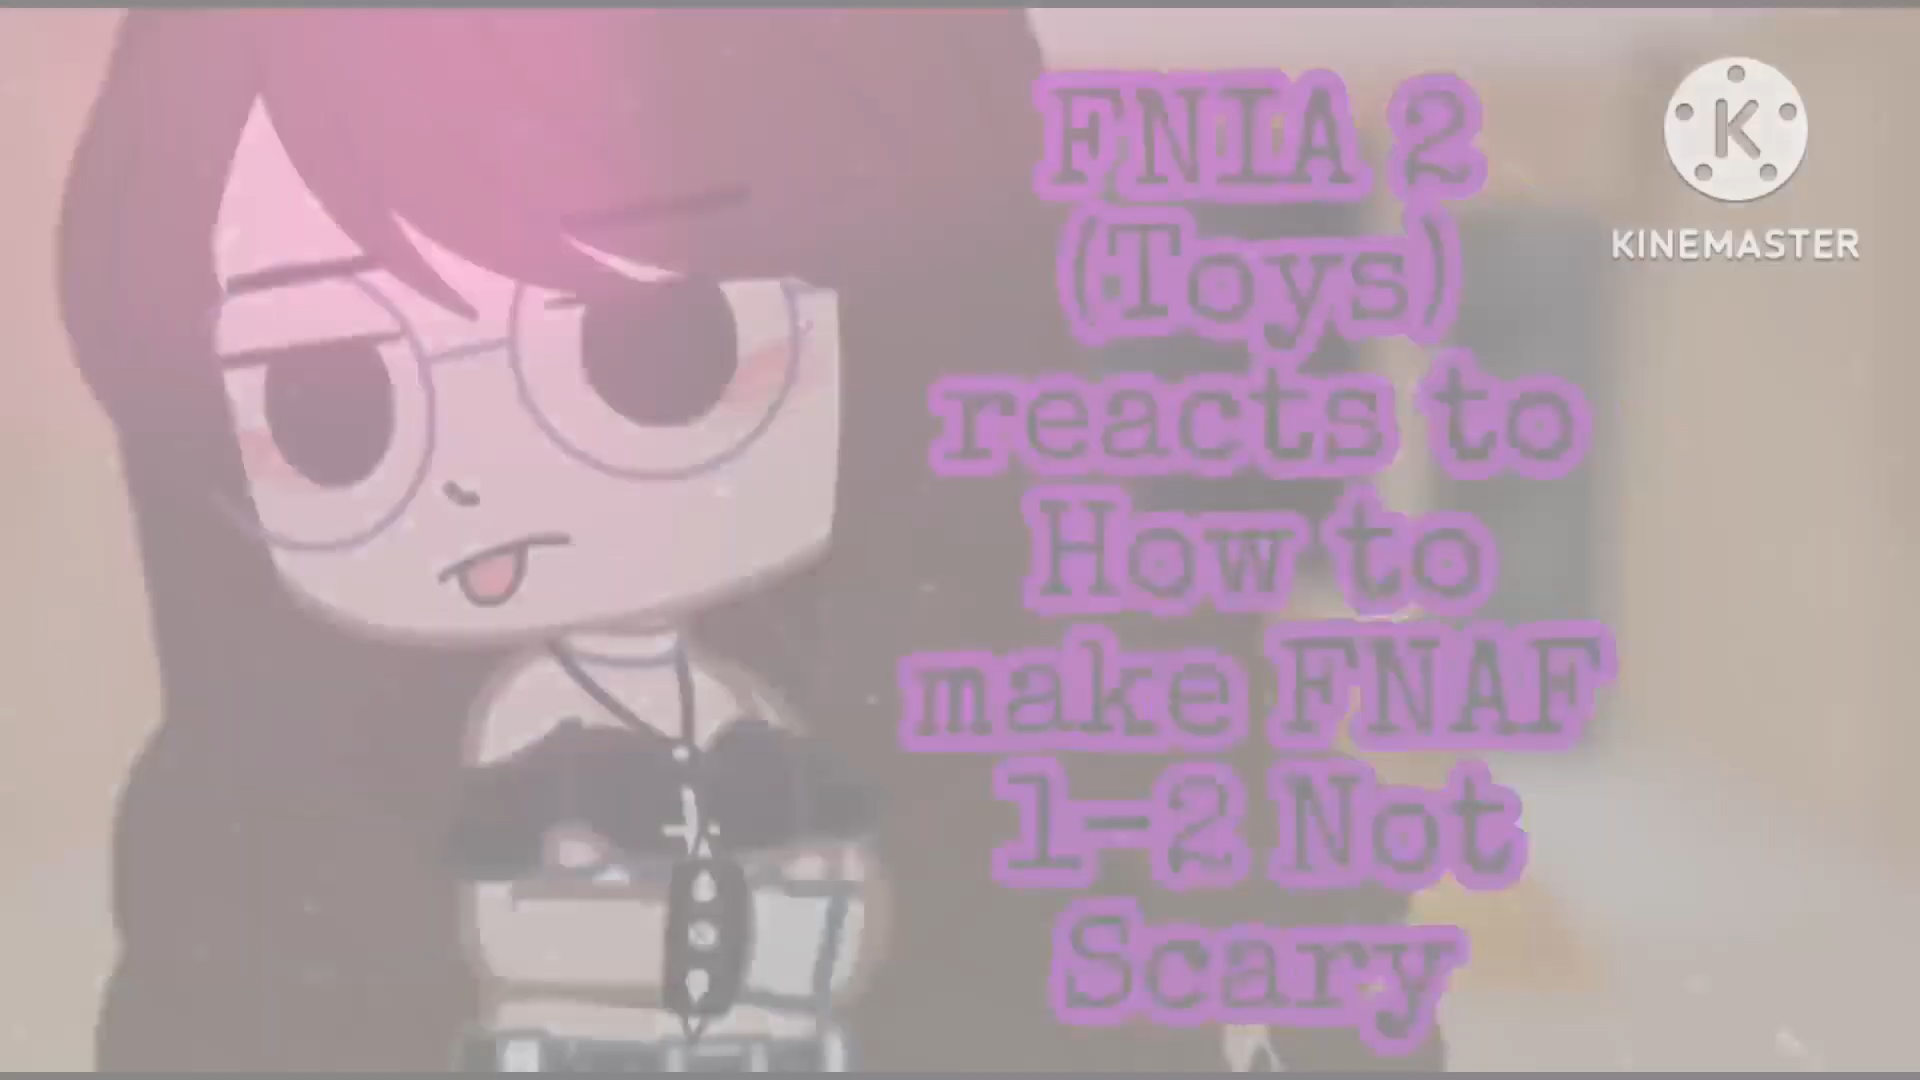 FNIA 2
(Toys)
reacts to
How to
make FNAF
1-2 Not
Scary
K
KINEMASTER